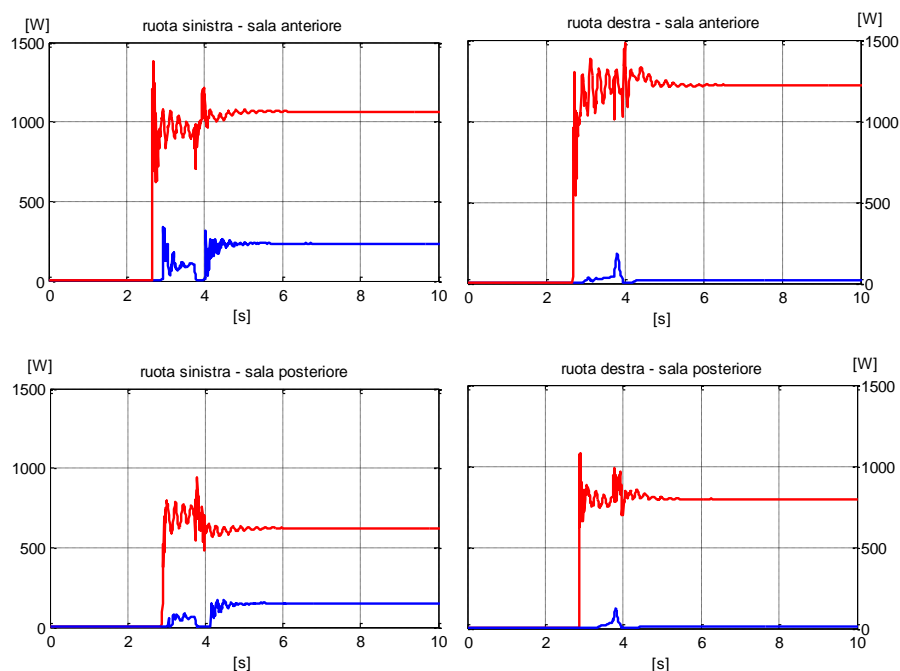 [W]
ruota sinistra - sala anteriore
1500
1000
500
0
0 2 4 6 8 10
[s]
ruota destra - sala anteriore
[W]
1500
1000
500
0
0 2 4 6 8 10
[s]
[W]
ruota sinistra - sala posteriore
1500
1000
500
0
0 2 4 6 8 10
[s]
ruota destra - sala posteriore
[W]
1500
1000
500
0
0 2 4 6 8 10
[s]